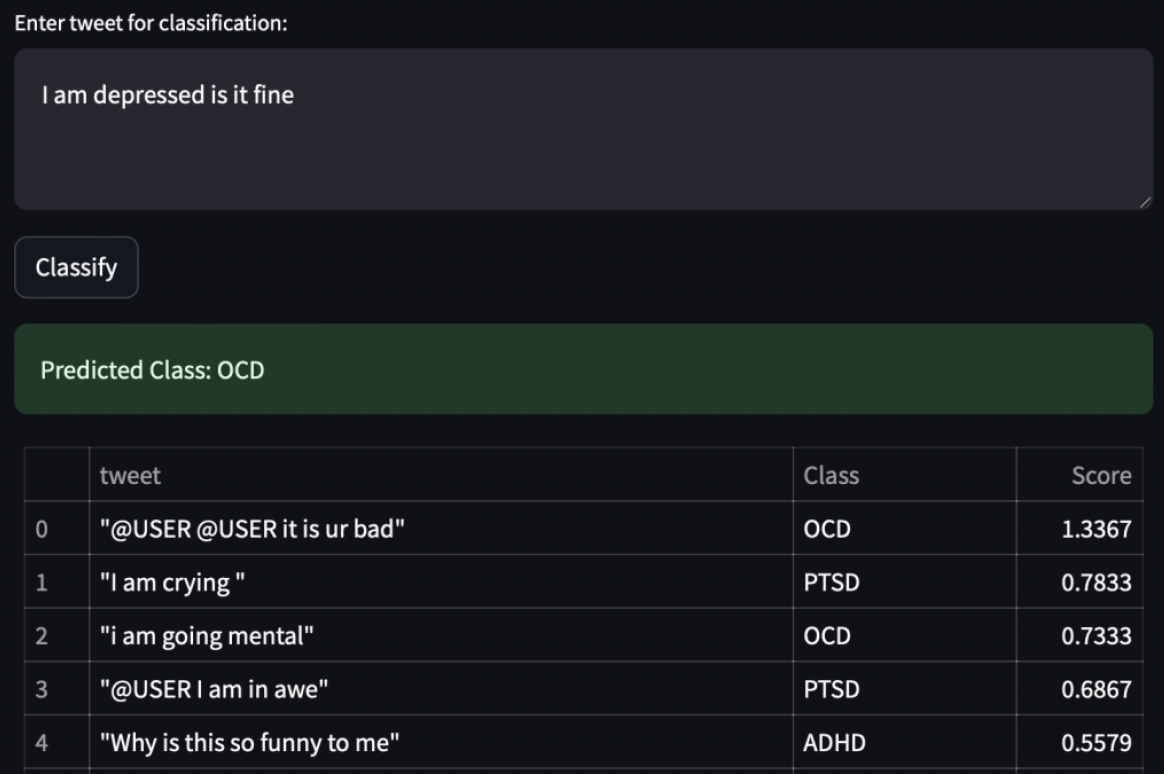 Enter tweet for classification:
I am depressed is it fine
Classify
Predicted Class: OCD
tweet Class Score
0 "@USER @USER it is ur bad" OCD 1.3367
1 "I am crying " PTSD 0.7833
2 "i am going mental" OCD 0.7333
3 "@USER I am in awe" PTSD 0.6867
4 "Why is this so funny to me" ADHD 0.5579